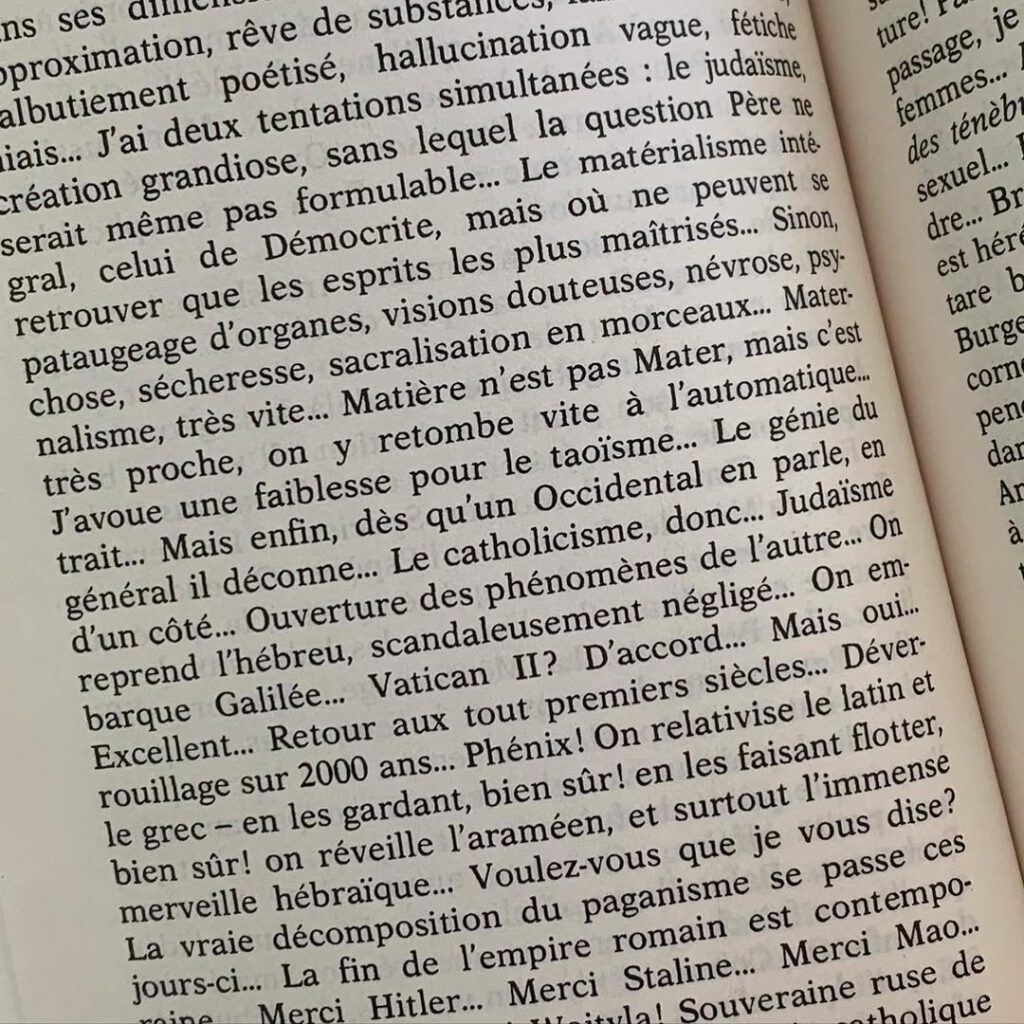 ns ses
pproximation, rêve de substances,
albutiement poétisé, hallucination vague, fétiche
niais... J'ai deux tentations simultanées : le judaïsme,
création grandiose, sans lequel la question Père ne
serait même pas formulable... Le matérialisme inté-
gral, celui de Démocrite, mais où ne peuvent se
retrouver que les esprits les plus maîtrisés... Sinon,
pataugeage d'organes, visions douteuses, névrose, psy-
chose, sécheresse, sacralisation en morceaux... Mater-
nalisme, très vite... Matière n'est pas Mater, mais c'est
très proche, on y retombe vite à l'automatique...
J'avoue une faiblesse pour le taoïsme... Le génie du
trait... Mais enfin, dès qu'un Occidental en parle, en
général il déconne... Le catholicisme, donc... Judaïsme
d'un côté... Ouverture des phénomènes de l'autre... On
reprend l'hébreu, scandaleusement négligé... On em-
barque Galilée... Vatican II? D'accord... Mais oui...
Excellent... Retour aux tout premiers siècles... Déver-
rouillage sur 2000 ans... Phénix! On relativise le latin et
le grec – en les gardant, bien sûr! en les faisant flotter,
bien sûr! on réveille l'araméen, et surtout l'immense
merveille hébraïque... Voulez-vous que je vous dise?
La vraie décomposition du paganisme se passe ces
jours-ci... La fin de l'empire romain est contempo-
raine... Merci Hitler... Merci Staline... Merci Mao...
Wojtyla! Souveraine ruse de
catholique
ture!
passage, je
femmes...
des ténèbr
sexuel...
dre... Br
est héré
tare b
Burge
corne
pend
dan
An
à